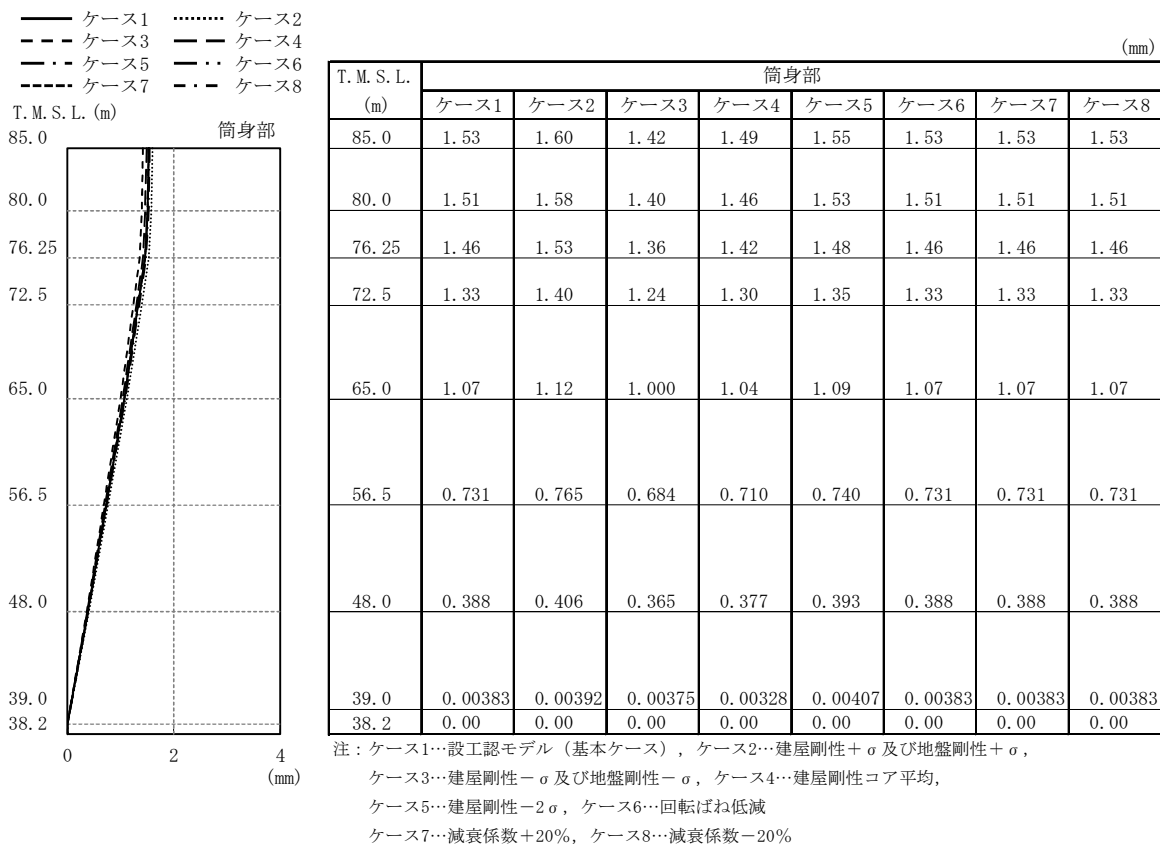 ケース1 ケース2
ケース3 ケース4
ケース5 ケース6
ケース7 ケース8
T.M.S.L.(m)
筒身部
85.0
80.0
76.25
72.5
65.0
56.5
48.0
39.0
38.2
0 2 4
(mm)
(mm)
T.M.S.L. 筒身部
(m) ケース1 ケース2 ケース3 ケース4 ケース5 ケース6 ケース7 ケース8
85.0 1.53 1.60 1.42 1.49 1.55 1.53 1.53 1.53
80.0 1.51 1.58 1.40 1.46 1.53 1.51 1.51 1.51
76.25 1.46 1.53 1.36 1.42 1.48 1.46 1.46 1.46
72.5 1.33 1.40 1.24 1.30 1.35 1.33 1.33 1.33
65.0 1.07 1.12 1.000 1.04 1.09 1.07 1.07 1.07
56.5 0.731 0.765 0.684 0.710 0.740 0.731 0.731 0.731
48.0 0.388 0.406 0.365 0.377 0.393 0.388 0.388 0.388
39.0 0.00383 0.00392 0.00375 0.00328 0.00407 0.00383 0.00383 0.00383
38.2 0.00 0.00 0.00 0.00 0.00 0.00 0.00 0.00
注:ケース1…設工認モデル(基本ケース),ケース2…建屋剛性+σ及び地盤剛性+σ,
ケース3…建屋剛性-σ及び地盤剛性-σ,ケース4…建屋剛性コア平均,
ケース5…建屋剛性-2σ,ケース6…回転ばね低減
ケース7…減衰係数+20%,ケース8…減衰係数-20%